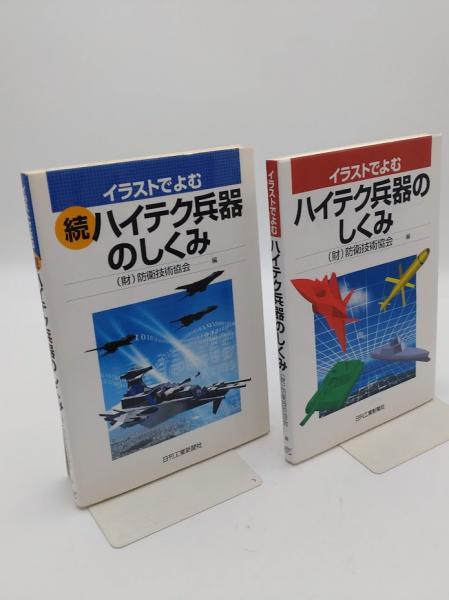 イラストでよむ
続
ハイテク兵器
のしくみ
(財)防衛技術協会 編
日刊工業新聞社
イラストでよむ
ハイテク兵器の
しくみ
(財)防衛技術協会 編
日刊工業新聞社
イラストでよむ
ハイテク兵器のしくみ